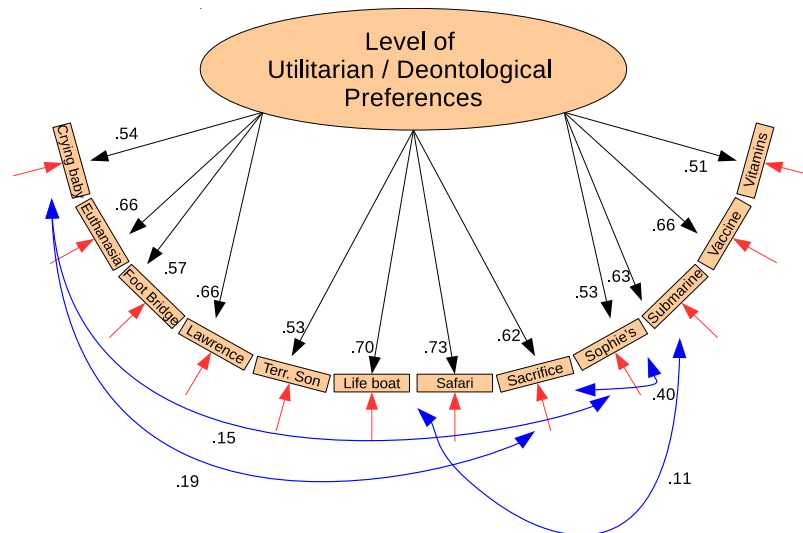 Level of
Utilitarian / Deontological
Preferences
.54
.66
.57
.66
.53
.70
.73
.62
.53
.63
.66
.51
Crying baby
Euthanasia
Foot Bridge
Lawrence
Terr. Son
Life boat
Safari
Sacrifice
Sophie's
Submarine
Vaccine
Vitamins
.15
.19
.40
.11